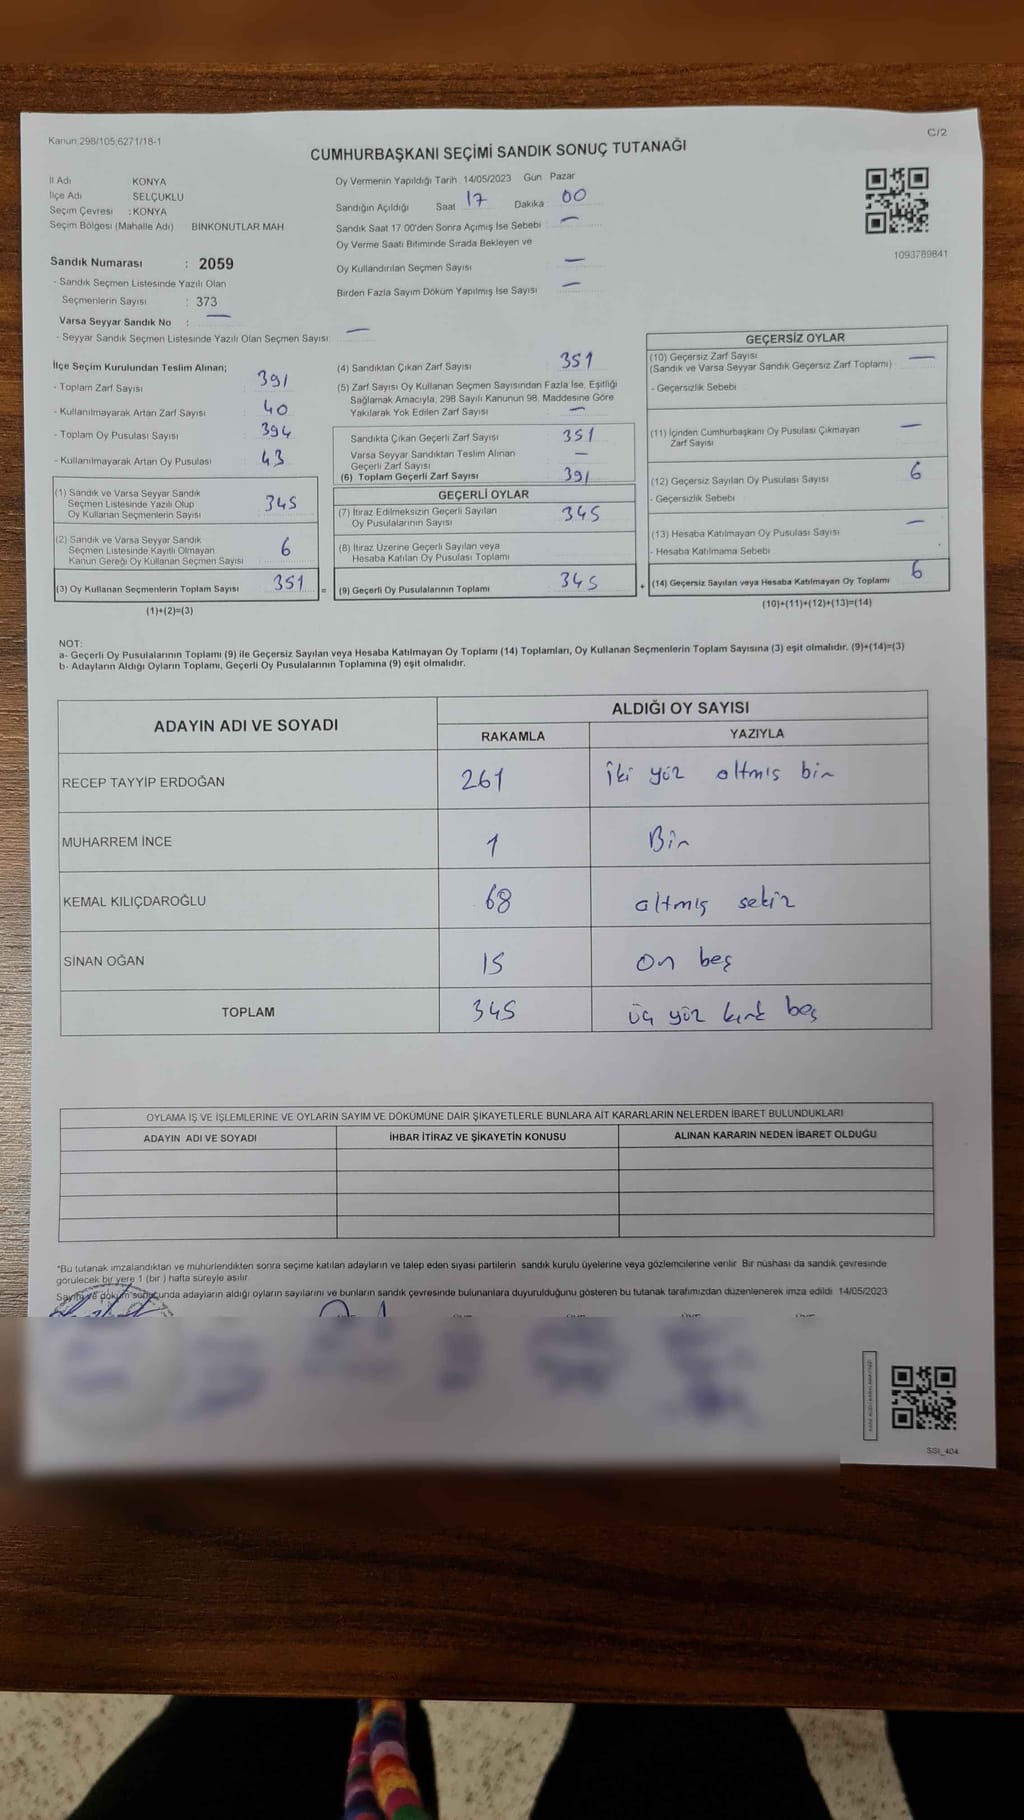 Kanun 298/105;6271/18-1
C/2
CUMHURBAŞKANI SEÇİMİ SANDIK SONUÇ TUTANAĞI
İl Adı KONYA
İlçe Adı SELÇUKLU
Seçim Çevresi : KONYA
Seçim Bölgesi (Mahalle Adı) BİNKONUTLAR MAH
Sandık Numarası : 2059
- Sandık Seçmen Listesinde Yazılı Olan
Seçmenlerin Sayısı : 373
Varsa Seyyar Sandık No : —
- Seyyar Sandık Seçmen Listesinde Yazılı Olan Seçmen Sayısı: —
Oy Vermenin Yapıldığı Tarih 14/05/2023 Gün Pazar
Sandığın Açıldığı Saat 17 Dakika 00
Sandık Saat 17:00'den Sonra Açımış İse Sebebi —
Oy Verme Saati Bitiminde Sırada Bekleyen ve
Oy Kullandırılan Seçmen Sayısı —
Birden Fazla Sayım Döküm Yapılmış İse Sayısı —
1093789841
İlçe Seçim Kurulundan Teslim Alınan;
- Toplam Zarf Sayısı 391
- Kullanılmayarak Artan Zarf Sayısı 40
- Toplam Oy Pusulası Sayısı 394
- Kullanılmayarak Artan Oy Pusulası 43
(1) Sandık ve Varsa Seyyar Sandık
Seçmen Listesinde Yazılı Olup
Oy Kullanan Seçmenlerin Sayısı 345
(2) Sandık ve Varsa Seyyar Sandık
Seçmen Listesinde Kayıtlı Olmayan
Kanun Gereği Oy Kullanan Seçmen Sayısı 6
(3) Oy Kullanan Seçmenlerin Toplam Sayısı 351 =
(1)+(2)=(3)
(4) Sandıktan Çıkan Zarf Sayısı 351
(5) Zarf Sayısı Oy Kullanan Seçmen Sayısından Fazla İse, Eşitliği
Sağlamak Amacıyla, 298 Sayılı Kanunun 98. Maddesine Göre
Yakılarak Yok Edilen Zarf Sayısı —
Sandıkta Çıkan Geçerli Zarf Sayısı 351
Varsa Seyyar Sandıktan Teslim Alınan
Geçerli Zarf Sayısı —
(6) Toplam Geçerli Zarf Sayısı 391
GEÇERLİ OYLAR
(7) İtiraz Edilmeksizin Geçerli Sayılan
Oy Pusulalarının Sayısı 345
(8) İtiraz Üzerine Geçerli Sayılan veya
Hesaba Katılan Oy Pusulası Toplamı
(9) Geçerli Oy Pusulalarının Toplamı 345 +
GEÇERSİZ OYLAR
(10) Geçersiz Zarf Sayısı
(Sandık ve Varsa Seyyar Sandık Geçersiz Zarf Toplamı) —
- Geçersizlik Sebebi
(11) İçinden Cumhurbaşkanı Oy Pusulası Çıkmayan
Zarf Sayısı —
(12) Geçersiz Sayılan Oy Pusulası Sayısı 6
- Geçersizlik Sebebi
(13) Hesaba Katılmayan Oy Pusulası Sayısı —
- Hesaba Katılmama Sebebi
(14) Geçersiz Sayılan veya Hesaba Katılmayan Oy Toplamı 6
(10)+(11)+(12)+(13)=(14)
NOT:
a- Geçerli Oy Pusulalarının Toplamı (9) ile Geçersiz Sayılan veya Hesaba Katılmayan Oy Toplamı (14) Toplamları, Oy Kullanan Seçmenlerin Toplam Sayısına (3) eşit olmalıdır. (9)+(14)=(3)
b- Adayların Aldığı Oyların Toplamı, Geçerli Oy Pusulalarının Toplamına (9) eşit olmalıdır.
ADAYIN ADI VE SOYADI ALDIĞI OY SAYISI
RAKAMLA YAZIYLA
RECEP TAYYİP ERDOĞAN 261 iki yüz altmış bir
MUHARREM İNCE 1 Bir
KEMAL KILIÇDAROĞLU 68 altmış sekiz
SİNAN OĞAN 15 on beş
TOPLAM 345 üç yüz kırk beş
OYLAMA İŞ VE İŞLEMLERİNE VE OYLARIN SAYIM VE DÖKÜMÜNE DAİR ŞİKAYETLERLE BUNLARA AİT KARARLARIN NELERDEN İBARET BULUNDUKLARI
ADAYIN ADI VE SOYADI İHBAR İTİRAZ VE ŞİKAYETİN KONUSU ALINAN KARARIN NEDEN İBARET OLDUĞU
*Bu tutanak imzalandıktan ve mühürlendikten sonra seçime katılan adayların ve talep eden siyasi partilerin sandık kurulu üyelerine veya gözlemcilerine verilir. Bir nüshası da sandık çevresinde
görülecek bir yere 1 (bir) hafta süreyle asılır.
Sayım ve döküm sonucunda adayların aldığı oyların sayılarını ve bunların sandık çevresinde bulunanlara duyurulduğunu gösteren bu tutanak tarafımızdan düzenlenerek imza edildi 14/05/2023
SSI_404